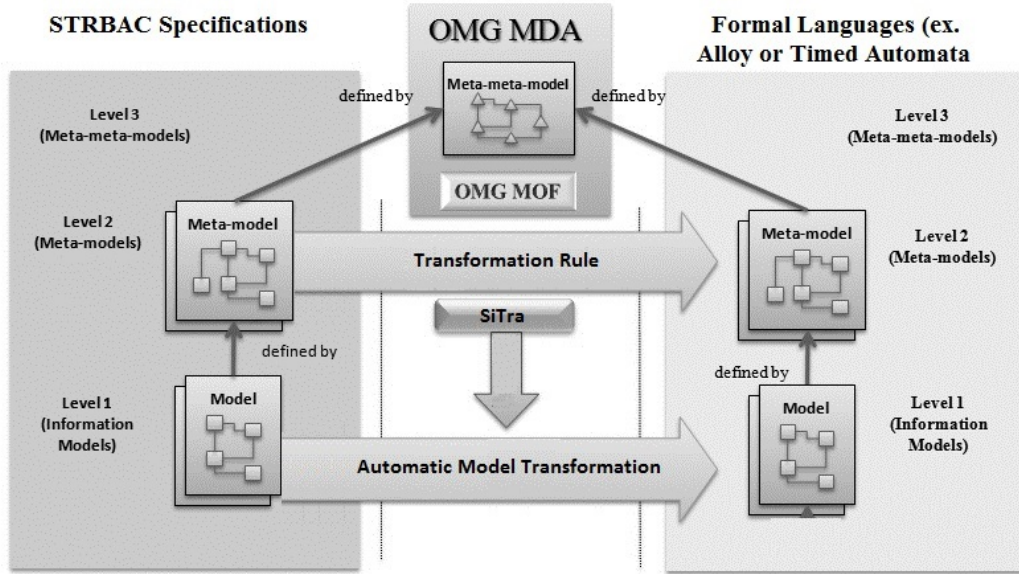 STRBAC Specifications
OMG MDA
Formal Languages (ex.
Alloy or Timed Automata
Level 3
(Meta-meta-models)
defined by
Meta-meta-model
defined by
Level 3
(Meta-meta-models)
OMG MOF
Level 2
(Meta-models)
Meta-model
Transformation Rule
Meta-model
Level 2
(Meta-models)
SiTra
defined by
defined by
Level 1
(Information
Models)
Model
Automatic Model Transformation
Model
Level 1
(Information
Models)